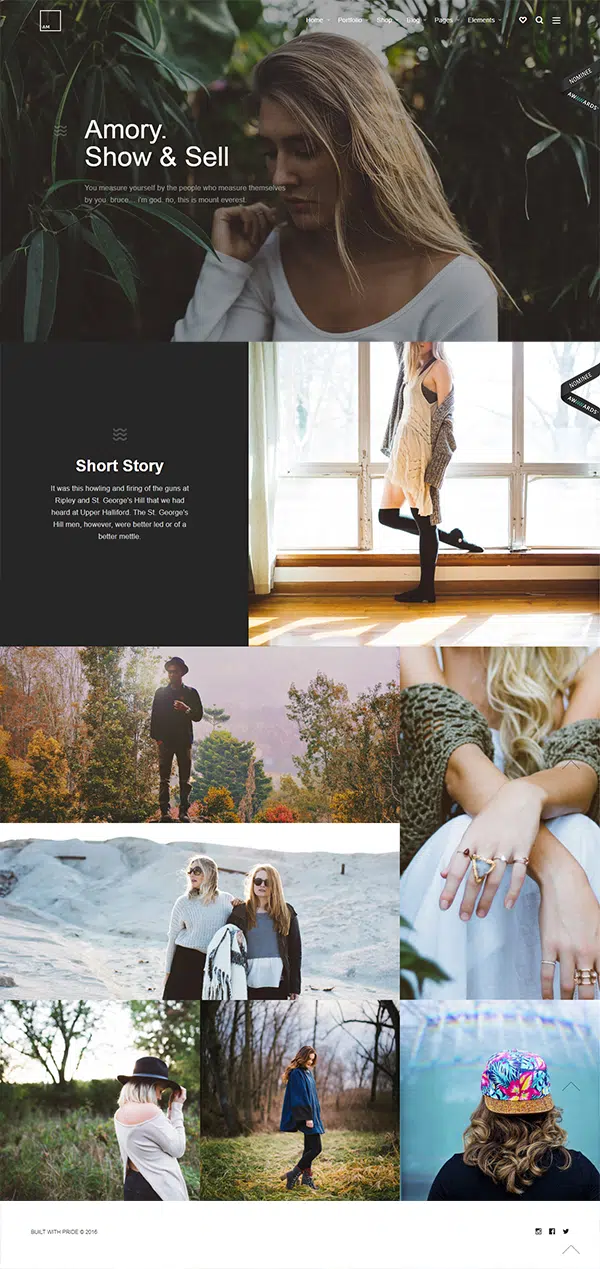 AM
Home
Portfolio
Shop
Blog
Pages
Elements
NOMINEE
AWWWARDS
Amory.
Show & Sell
You measure yourself by the people who measure themselves
by you. bruce... i'm god. no, this is mount everest.
NOMINEE
AWWWARDS
Short Story
It was this howling and firing of the guns at
Ripley and St. George's Hill that we had
heard at Upper Halliford. The St. George's
Hill men, however, were better led or of a
better mettle.
BUILT WITH PRIDE © 2016